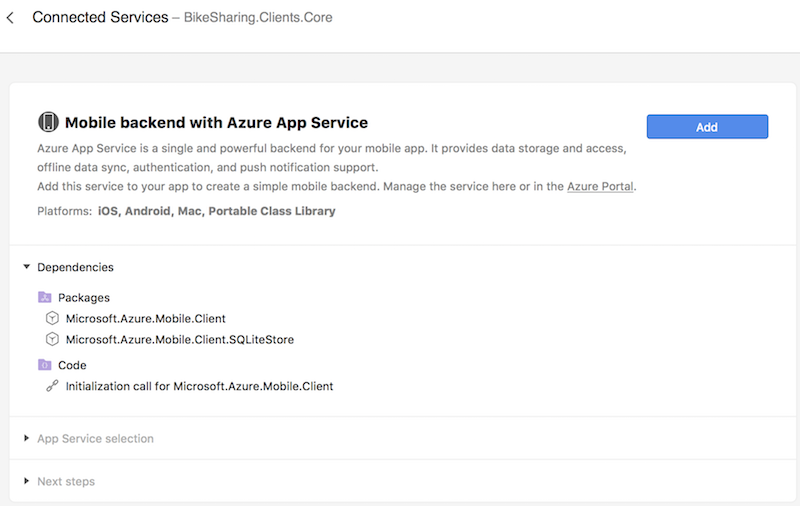 Connected Services – BikeSharing.Clients.Core
Mobile backend with Azure App Service
Add
Azure App Service is a single and powerful backend for your mobile app. It provides data storage and access,
offline data sync, authentication, and push notification support.
Add this service to your app to create a simple mobile backend. Manage the service here or in the Azure Portal.
Platforms: iOS, Android, Mac, Portable Class Library
Dependencies
Packages
Microsoft.Azure.Mobile.Client
Microsoft.Azure.Mobile.Client.SQLiteStore
Code
Initialization call for Microsoft.Azure.Mobile.Client
App Service selection
Next steps